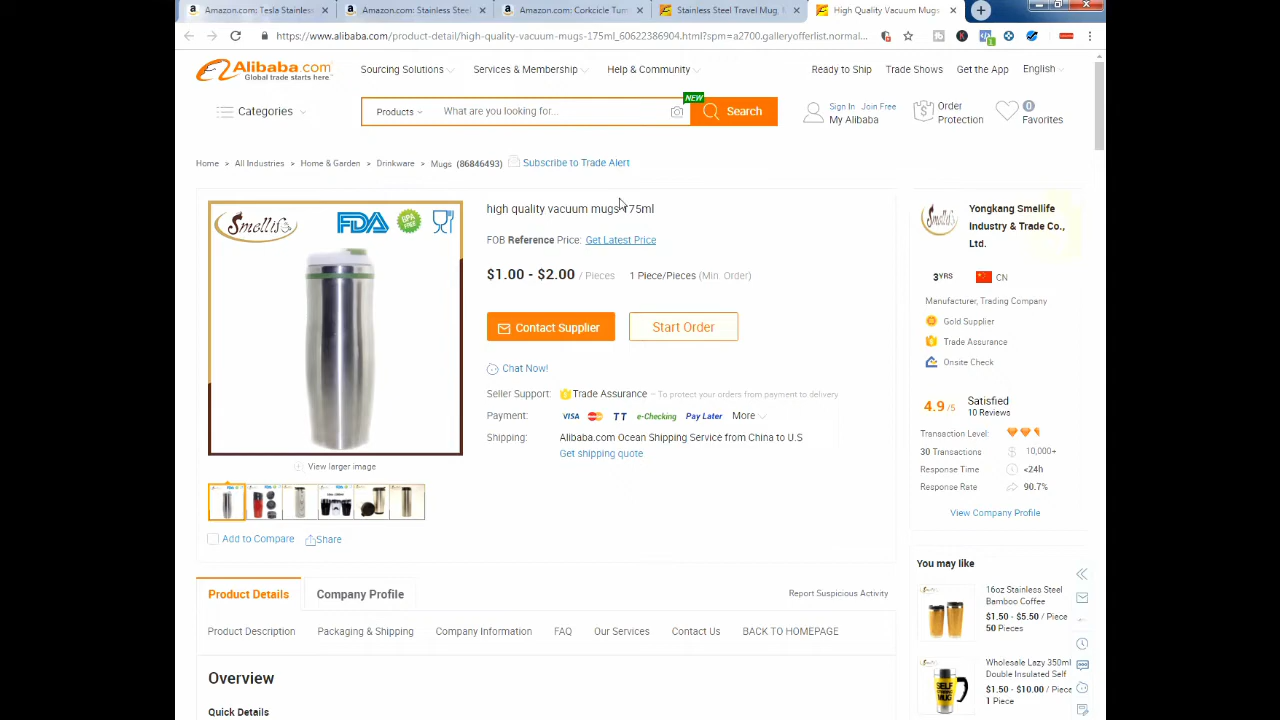 Amazon.com: Tesla Stainless
Amazon.com: Stainless Steel
Amazon.com: Corkcicle Tum
Stainless Steel Travel Mug,
High Quality Vacuum Mugs
https://www.alibaba.com/product-detail/high-quality-vacuum-mugs-175ml_60622386904.html?spm=a2700.galleryofferlist.normal...
Alibaba.com
Global trade starts here.
Sourcing Solutions
Services & Membership
Help & Community
Ready to Ship
Trade Shows
Get the App
English
Categories
Products
What are you looking for...
NEW
Search
Sign In Join Free
My Alibaba
Order
Protection
0
Favorites
Home > All Industries > Home & Garden > Drinkware > Mugs (86846493)
Subscribe to Trade Alert
FDA
BPA FREE
high quality vacuum mugs 175ml
FOB Reference Price: Get Latest Price
$1.00 - $2.00 / Pieces 1 Piece/Pieces (Min. Order)
Contact Supplier
Start Order
Chat Now!
Seller Support: Trade Assurance – To protect your orders from payment to delivery
Payment: VISA TT e-Checking Pay Later More
Shipping: Alibaba.com Ocean Shipping Service from China to U.S
Get shipping quote
View larger image
Add to Compare
Share
Yongkang Smellife
Industry & Trade Co.,
Ltd.
3YRS CN
Manufacturer, Trading Company
Gold Supplier
Trade Assurance
Onsite Check
4.9 /5 Satisfied
10 Reviews
Transaction Level:
30 Transactions $ 10,000+
Response Time <24h
Response Rate 90.7%
View Company Profile
Product Details
Company Profile
Report Suspicious Activity
Product Description
Packaging & Shipping
Company Information
FAQ
Our Services
Contact Us
BACK TO HOMEPAGE
Overview
Quick Details
You may like
16oz Stainless Steel
Bamboo Coffee
$1.50 - $5.50 / Piece
50 Pieces
Wholesale Lazy 350ml
Double Insulated Self
$1.50 - $10.00 / Piece
1 Piece
SELF
STIRRING
MUG